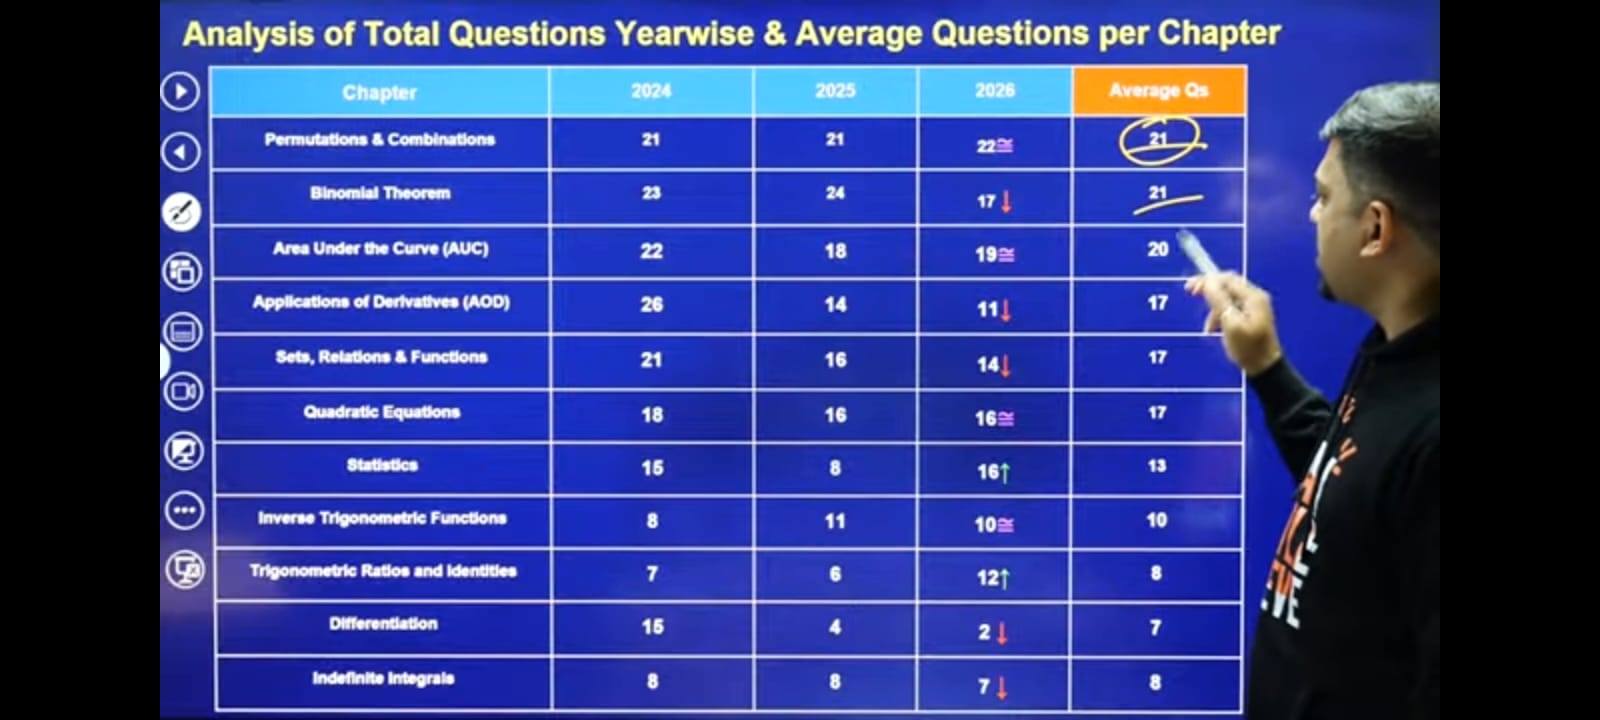 Analysis of Total Questions Yearwise & Average Questions per Chapter
Chapter 2024 2025 2026 Average Qs
Permutations & Combinations 21 21 22≅ 21
Binomial Theorem 23 24 17↓ 21
Area Under the Curve (AUC) 22 18 19≅ 20
Applications of Derivatives (AOD) 26 14 11↓ 17
Sets, Relations & Functions 21 16 14↓ 17
Quadratic Equations 18 16 16≅ 17
Statistics 15 8 16↑ 13
Inverse Trigonometric Functions 8 11 10≅ 10
Trigonometric Ratios and Identities 7 6 12↑ 8
Differentiation 15 4 2↓ 7
Indefinite Integrals 8 8 7↓ 8